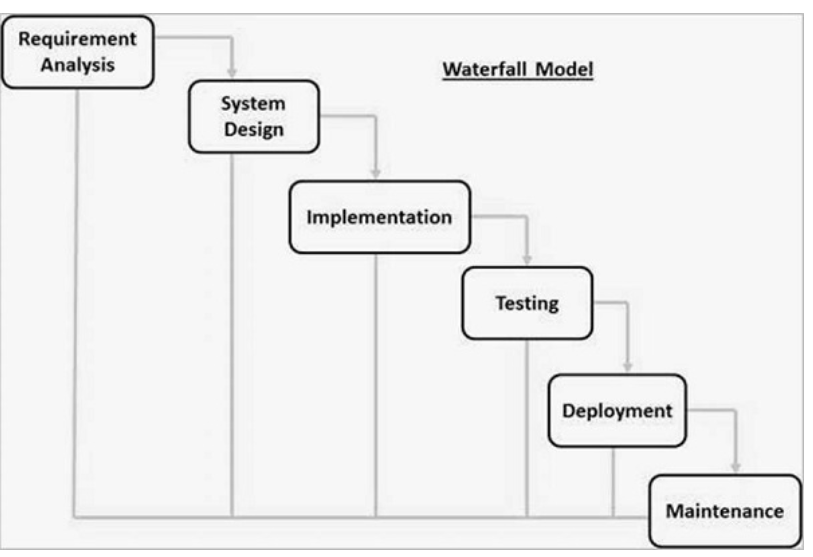 Requirement
Analysis
Waterfall Model
System
Design
Implementation
Testing
Deployment
Maintenance